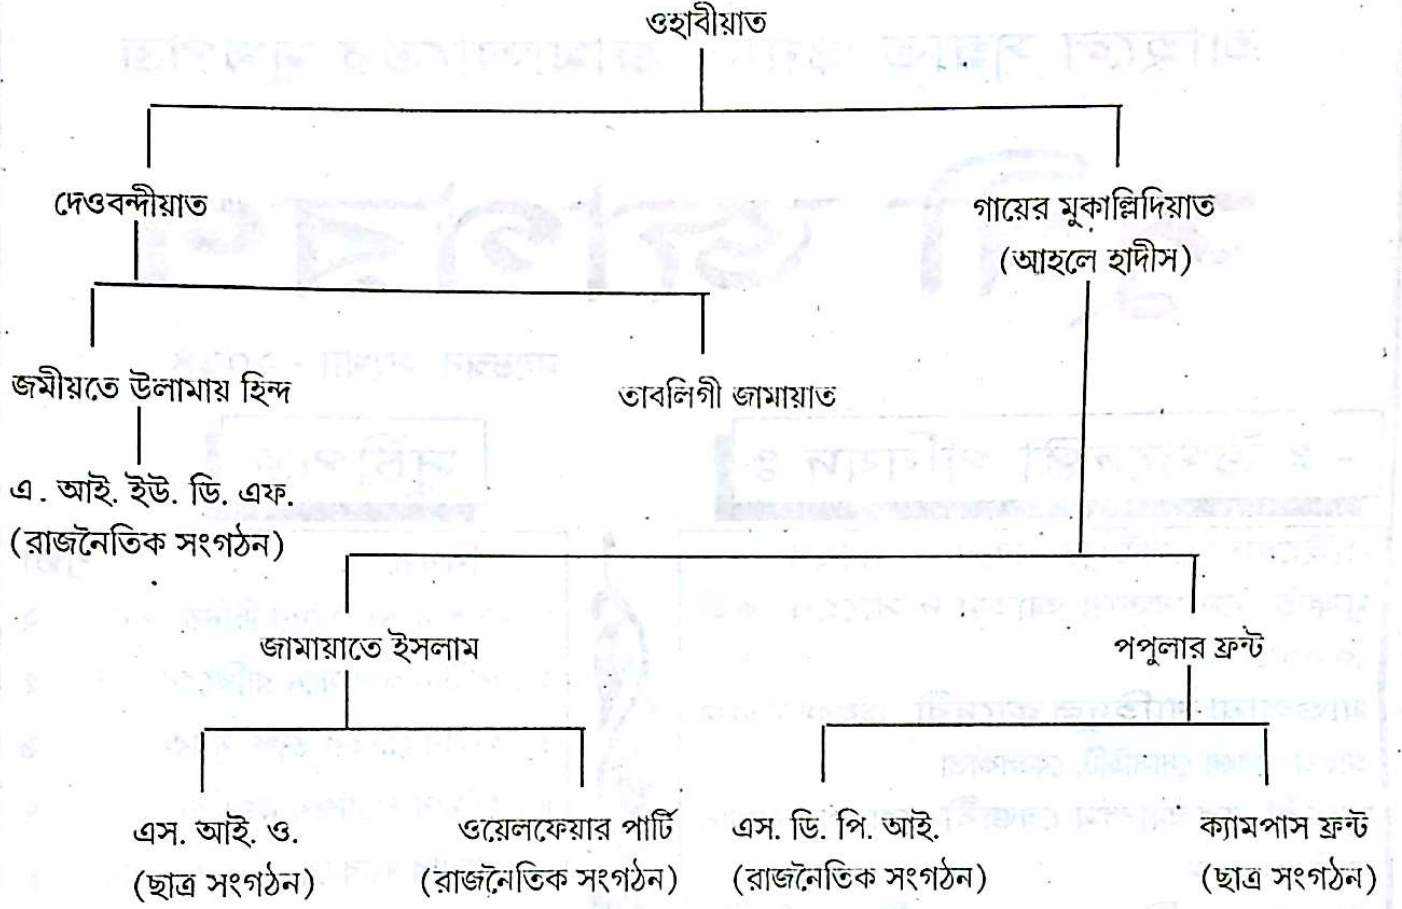 ওহাবীয়াত
দেওবন্দীয়াত
গায়ের মুকাল্লিদিয়াত
(আহলে হাদীস)
জমীয়তে উলামায় হিন্দ
তাবলিগী জামায়াত
এ. আই. ইউ. ডি. এফ.
(রাজনৈতিক সংগঠন)
জামায়াতে ইসলাম
পপুলার ফ্রন্ট
এস. আই. ও.
(ছাত্র সংগঠন)
ওয়েলফেয়ার পার্টি
(রাজনৈতিক সংগঠন)
এস. ডি. পি. আই.
(রাজনৈতিক সংগঠন)
ক্যামপাস ফ্রন্ট
(ছাত্র সংগঠন)